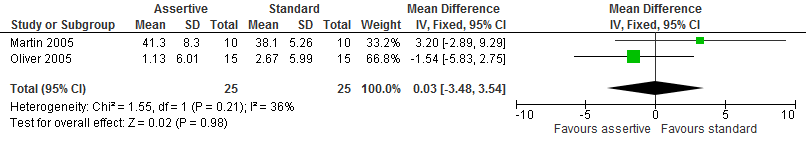 Assertive Standard Mean Difference Mean Difference
Study or Subgroup Mean SD Total Mean SD Total Weight IV, Fixed, 95% CI IV, Fixed, 95% CI
Martin 2005 41.3 8.3 10 38.1 5.26 10 33.2% 3.20 [-2.89, 9.29]
Oliver 2005 1.13 6.01 15 2.67 5.99 15 66.8% -1.54 [-5.83, 2.75]
Total (95% CI) 25 25 100.0% 0.03 [-3.48, 3.54]
Heterogeneity: Chi² = 1.55, df = 1 (P = 0.21); I² = 36%
Test for overall effect: Z = 0.02 (P = 0.98)
-10 -5 0 5 10
Favours assertive Favours standard